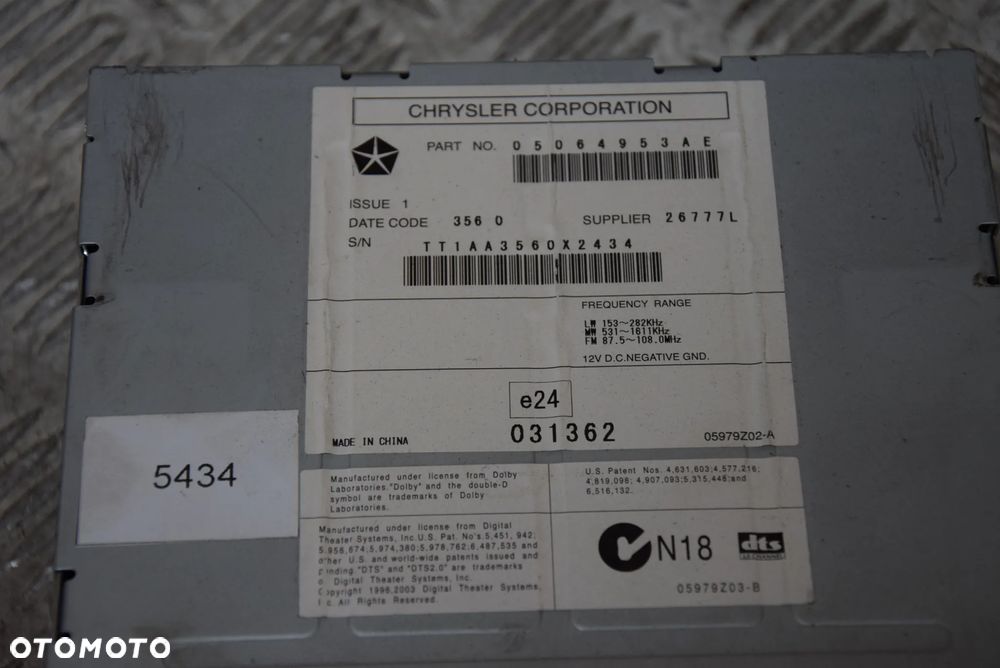 CHRYSLER CORPORATION
PART NO. 05064953AE
ISSUE 1
DATE CODE 3560 SUPPLIER 26777L
S/N TT1AA3560X2434
FREQUENCY RANGE
LW 153~282KHz
MW 531~1611KHz
FM 87.5~108.0MHz
12V D.C.NEGATIVE GND.
e24
031362
MADE IN CHINA
05979Z02-A
5434
Manufactured under license from Dolby
Laboratories."Dolby" and the double-D
symbol are trademarks of Dolby
Laboratories.
U.S. Patent Nos. 4,631,603;4,577,216;
4,819,098; 4,907,093;5,315,448;and
6,516,132.
Manufactured under license from Digital
Theater Systems, Inc.U.S. Pat. No's.5,451, 942;
5,956,674;5,974,380;5,978,762;6,487,535 and
other U.S. and world-wide patents issued and
pending."DTS" and "DTS2.0" are trademarks
of Digital Theater Systems, Inc.
Copyright 1996,2003 Digital Theater Systems,
Inc. All Rights Reserved.
N18
dts
05979Z03-B
OTOMOTO